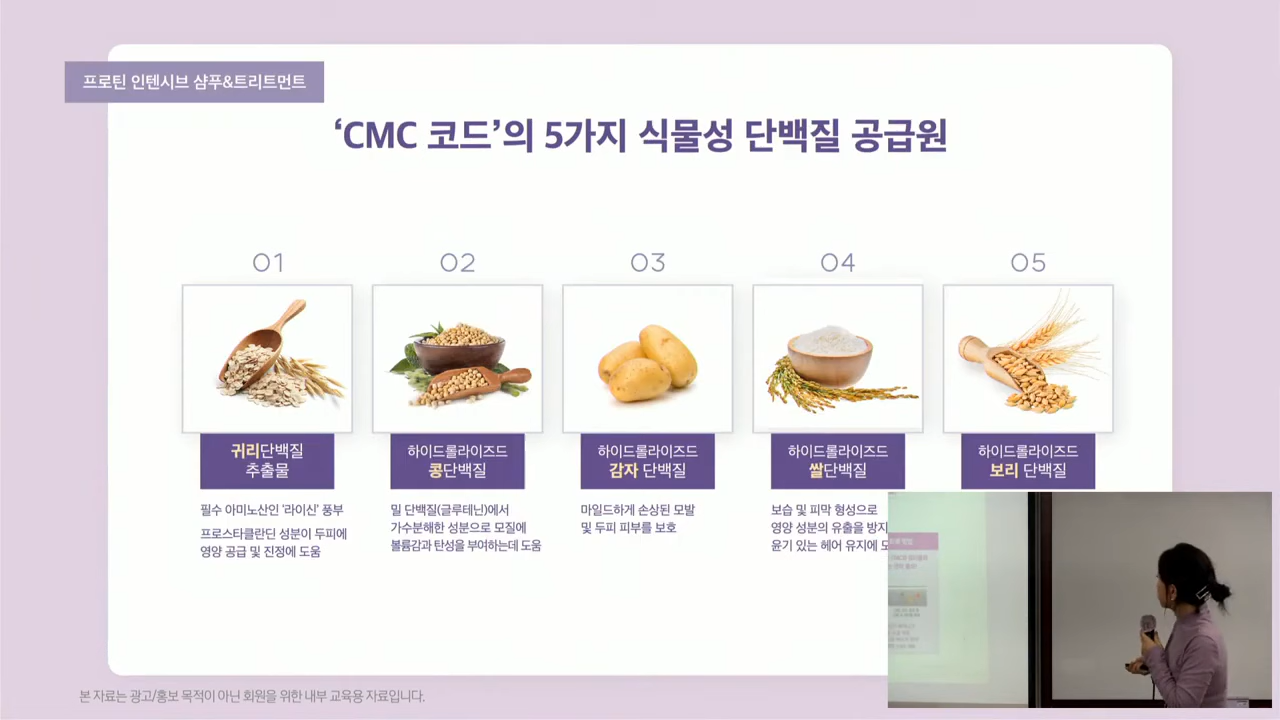 프로틴 인텐시브 샴푸&트리트먼트
‘CMC 코드’의 5가지 식물성 단백질 공급원
01
귀리단백질
추출물
필수 아미노산인 '라이신' 풍부
프로스타클란딘 성분이 두피에
영양 공급 및 진정에 도움
02
하이드롤라이즈드
콩단백질
밀 단백질(글루테닌)에서
가수분해한 성분으로 모질에
볼륨감과 탄성을 부여하는데 도움
03
하이드롤라이즈드
감자 단백질
마일드하게 손상된 모발
및 두피 피부를 보호
04
하이드롤라이즈드
쌀단백질
보습 및 피막 형성으로
영양 성분의 유출을 방지
윤기 있는 헤어 유지에
05
하이드롤라이즈드
보리 단백질
본 자료는 광고/홍보 목적이 아닌 회원을 위한 내부 교육용 자료입니다.